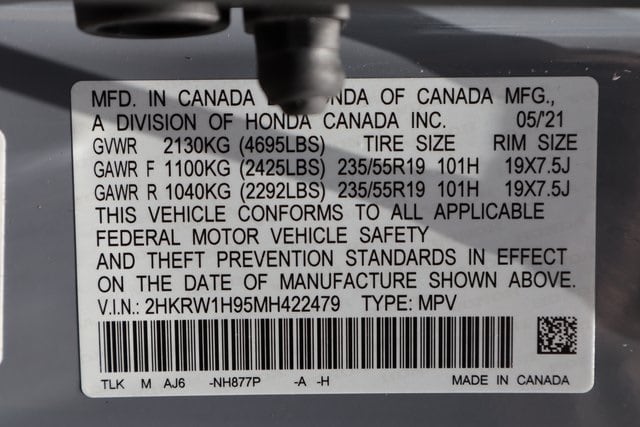 MFD. IN CANADA B HONDA OF CANADA MFG.,
A DIVISION OF HONDA CANADA INC. 05/'21
GVWR 2130KG (4695LBS) TIRE SIZE RIM SIZE
GAWR F 1100KG (2425LBS) 235/55R19 101H 19X7.5J
GAWR R 1040KG (2292LBS) 235/55R19 101H 19X7.5J
THIS VEHICLE CONFORMS TO ALL APPLICABLE
FEDERAL MOTOR VEHICLE SAFETY
AND THEFT PREVENTION STANDARDS IN EFFECT
ON THE DATE OF MANUFACTURE SHOWN ABOVE.
V.I.N.: 2HKRW1H95MH422479 TYPE: MPV
TLK M AJ6 -NH877P -A -H MADE IN CANADA